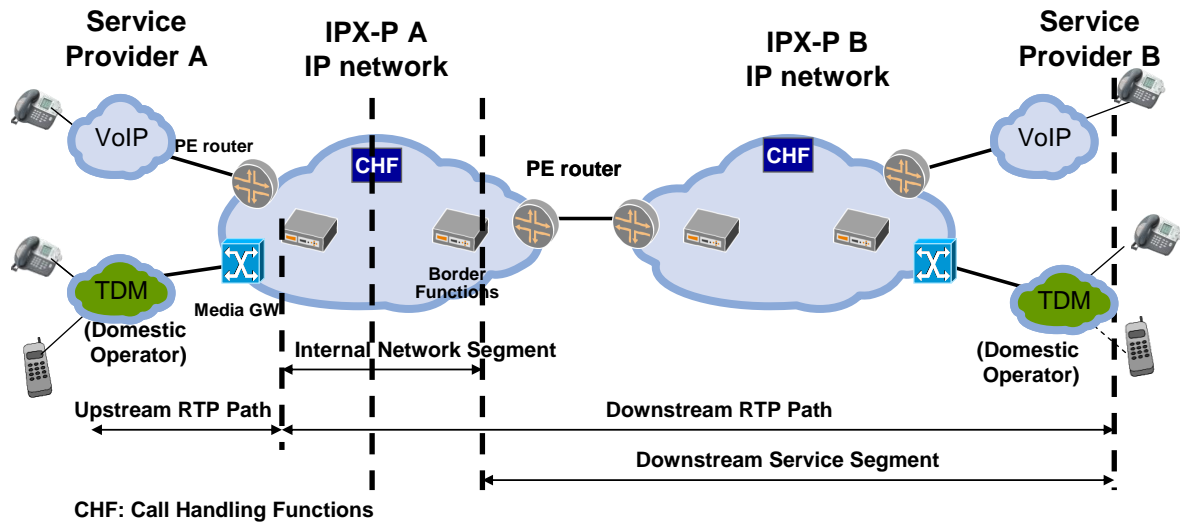 Service
Provider A
IPX-P A
IP network
IPX-P B
IP network
Service
Provider B
VoIP
PE router
CHF
PE router
CHF
VoIP
TDM
(Domestic
Operator)
Media GW
Border
Functions
TDM
(Domestic
Operator)
Internal Network Segment
Upstream RTP Path
Downstream RTP Path
Downstream Service Segment
CHF: Call Handling Functions